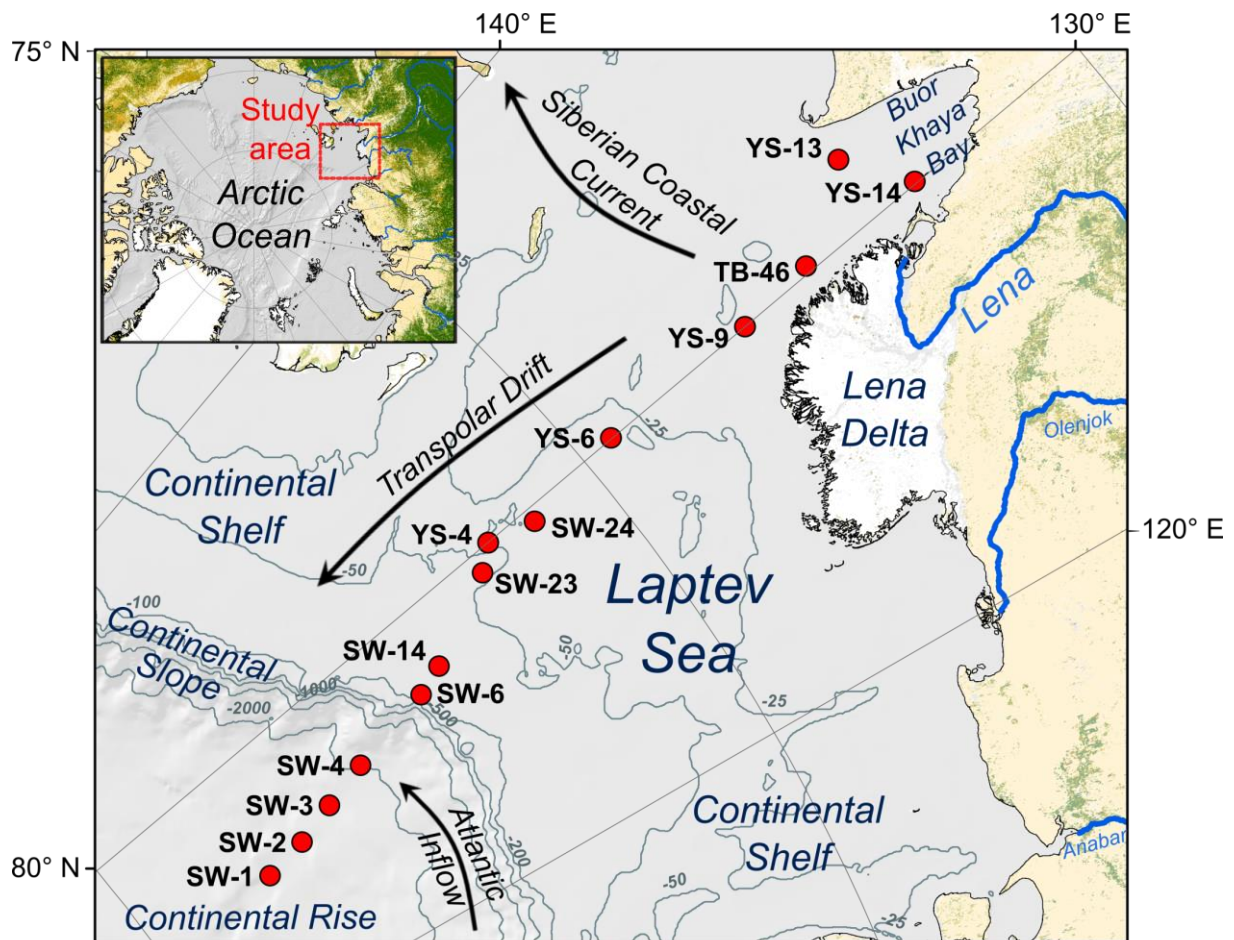 140° E
130° E
75° N
Study
area
Arctic
Ocean
Siberian Coastal
Current
Buor
Khaya
Bay
YS-13
YS-14
TB-46
YS-9
Lena
Lena
Delta
Olenjok
Transpolar Drift
YS-6
-25
Continental
Shelf
YS-4
SW-24
SW-23
-50
120° E
Laptev
Sea
-100
Continental
Slope
SW-14
SW-6
-50
-1000
-2000
-500
-25
SW-4
SW-3
SW-2
SW-1
Atlantic
Inflow
-200
Continental
Shelf
Anabar
80° N
-50
-25
Continental Rise